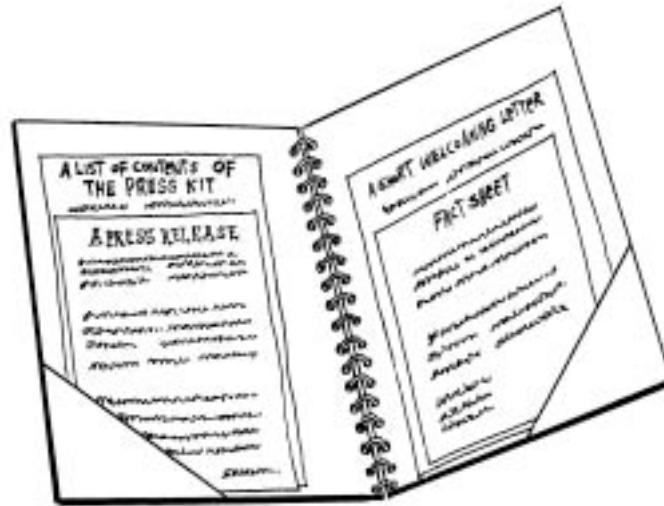 A LIST OF CONTENTS OF
THE PRESS KIT
A PRESS RELEASE
A SHORT WELCOMING LETTER
FACT SHEET